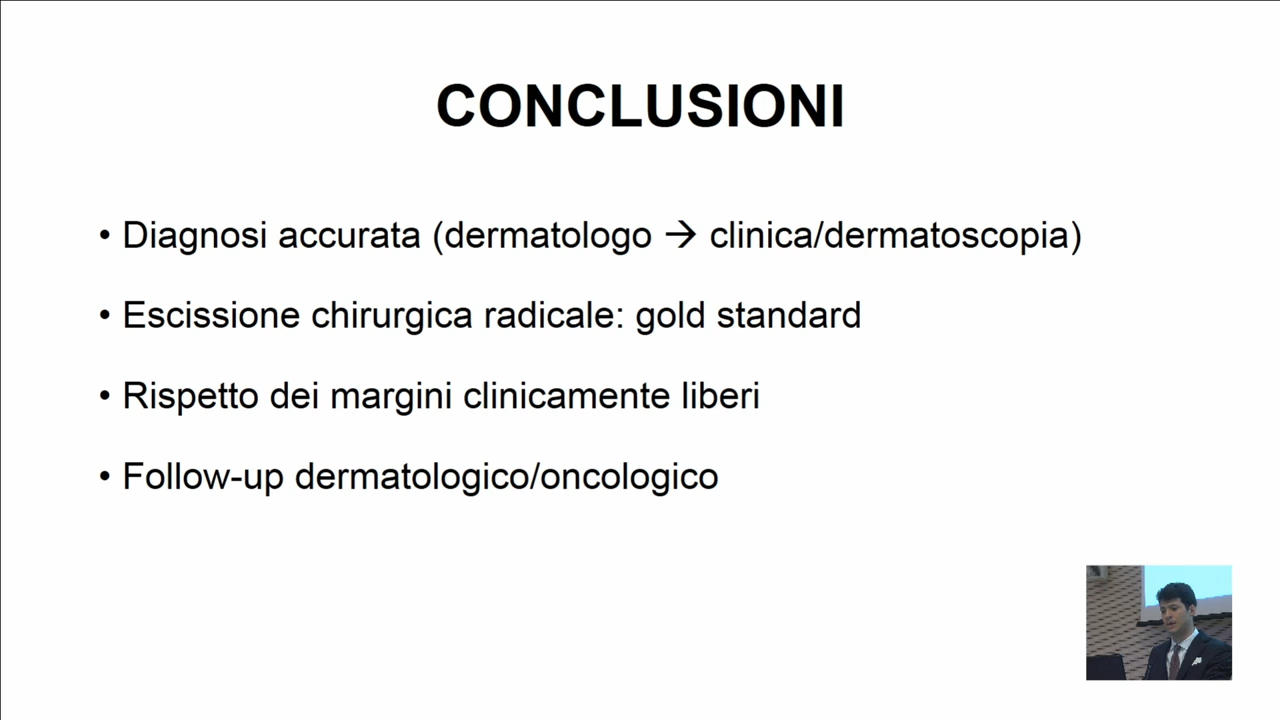 CONCLUSIONI
• Diagnosi accurata (dermatologo → clinica/dermatoscopia)
• Escissione chirurgica radicale: gold standard
• Rispetto dei margini clinicamente liberi
• Follow-up dermatologico/oncologico